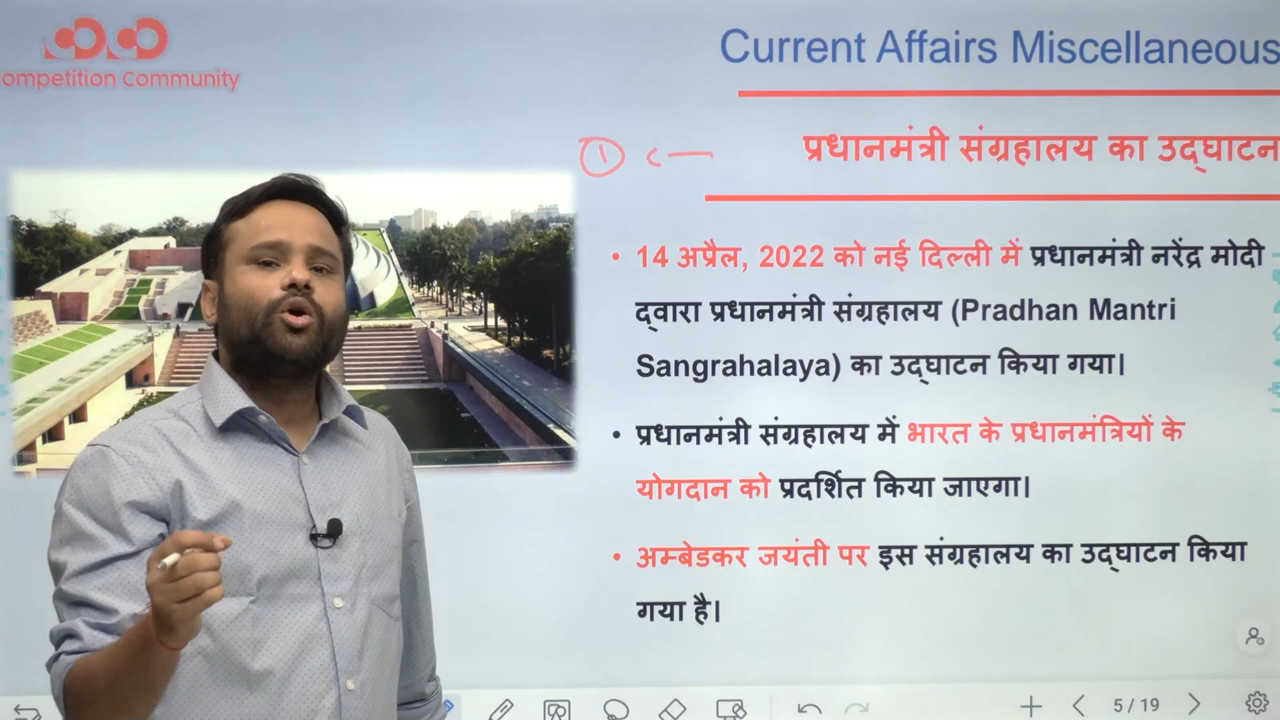 ompetition Community
Current Affairs Miscellaneous
① ←
प्रधानमंत्री संग्रहालय का उद्घाटन
• 14 अप्रैल, 2022 को नई दिल्ली में प्रधानमंत्री नरेंद्र मोदी
द्वारा प्रधानमंत्री संग्रहालय (Pradhan Mantri
Sangrahalaya) का उद्घाटन किया गया।
• प्रधानमंत्री संग्रहालय में भारत के प्रधानमंत्रियों के
योगदान को प्रदर्शित किया जाएगा।
• अम्बेडकर जयंती पर इस संग्रहालय का उद्घाटन किया
गया है।
5 / 19